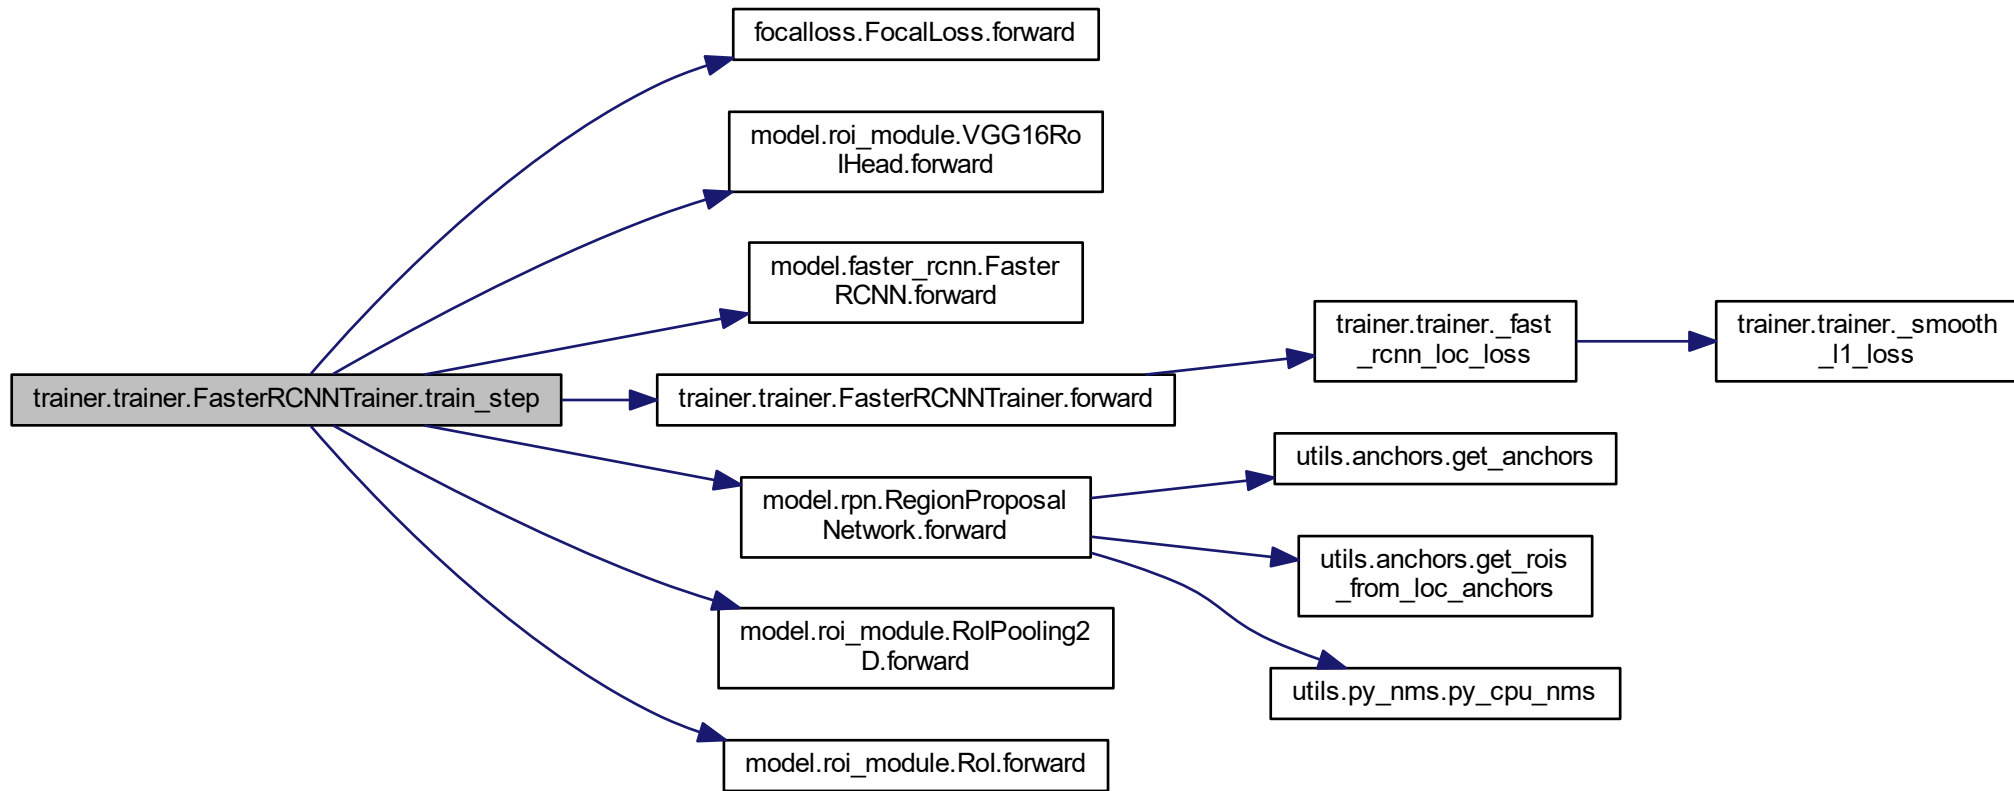 focalloss.FocalLoss.forward
model.roi_module.VGG16Ro
IHead.forward
model.faster_rcnn.Faster
RCNN.forward
trainer.trainer._fast
_rcnn_loc_loss
trainer.trainer._smooth
_l1_loss
trainer.trainer.FasterRCNNTrainer.train_step
trainer.trainer.FasterRCNNTrainer.forward
utils.anchors.get_anchors
model.rpn.RegionProposal
Network.forward
utils.anchors.get_rois
_from_loc_anchors
model.roi_module.RoIPooling2
D.forward
utils.py_nms.py_cpu_nms
model.roi_module.RoI.forward